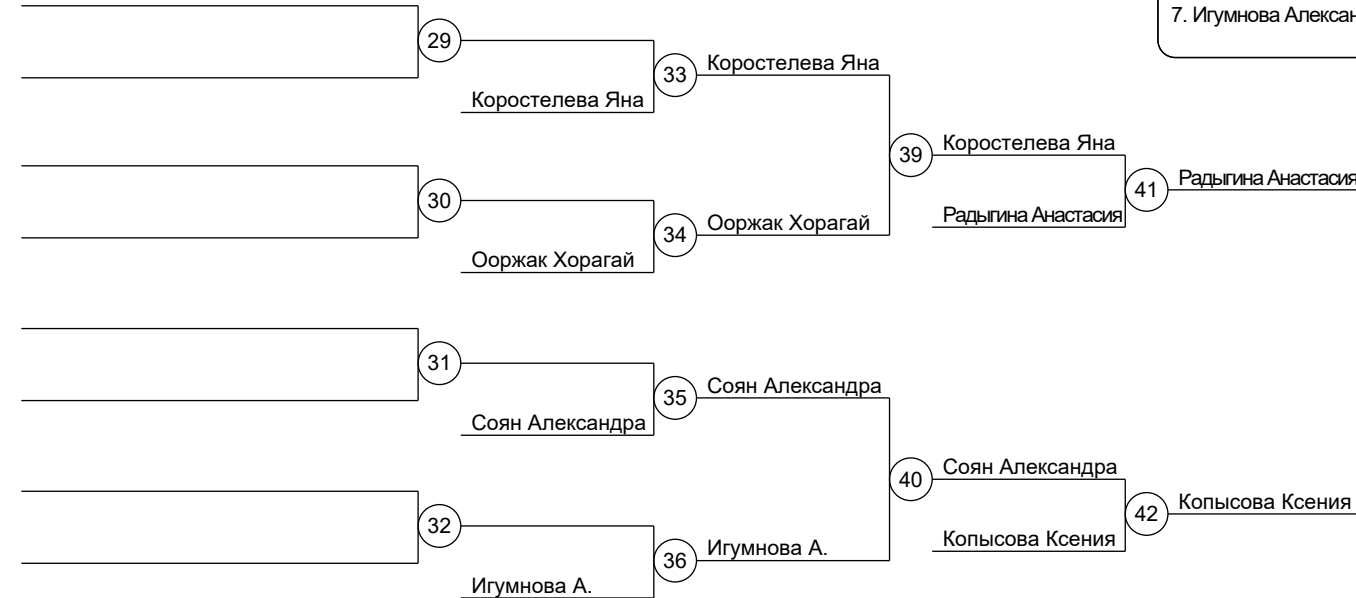 7. Игумнова
29
33
Коростелева Яна
Коростелева Яна
39
Коростелева Яна
41
Радыгина Анастасия
Радыгина Анастасия
30
34
Ооржак Хорагай
Ооржак Хорагай
31
35
Соян Александра
Соян Александра
40
Соян Александра
42
Копысова Ксения
Копысова Ксения
32
36
Игумнова А.
Игумнова А.